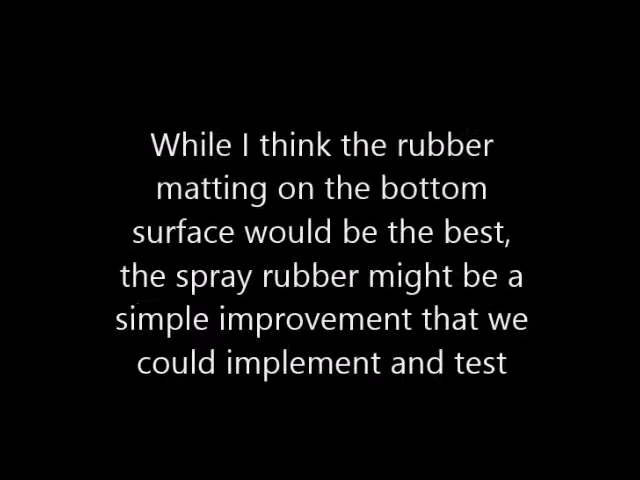 While I think the rubber
matting on the bottom
surface would be the best,
the spray rubber might be a
simple improvement that we
could implement and test